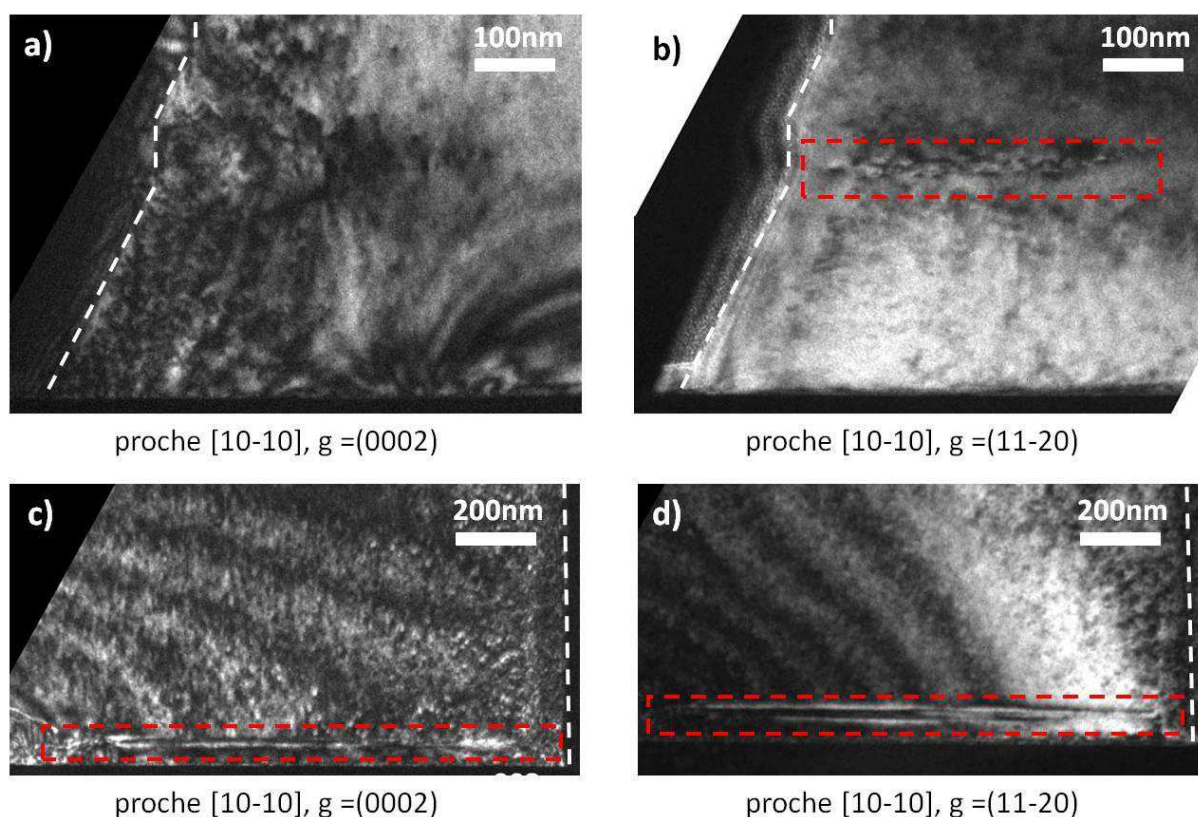 a)
100nm
b)
100nm
proche [10-10], g =(0002)
proche [10-10], g =(11-20)
c)
200nm
d)
200nm
proche [10-10], g =(0002)
proche [10-10], g =(11-20)